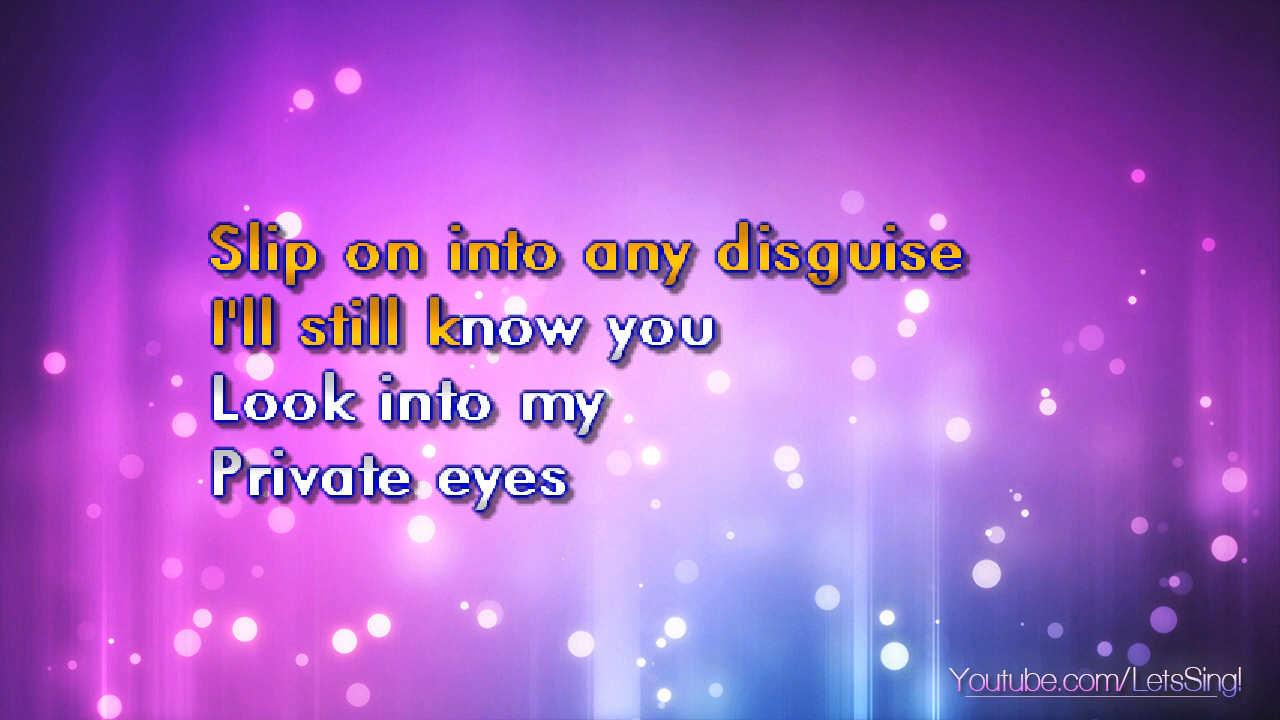 Slip on into any disguise
I'll still know you
Look into my
Private eyes
Youtube.com/LetsSing!